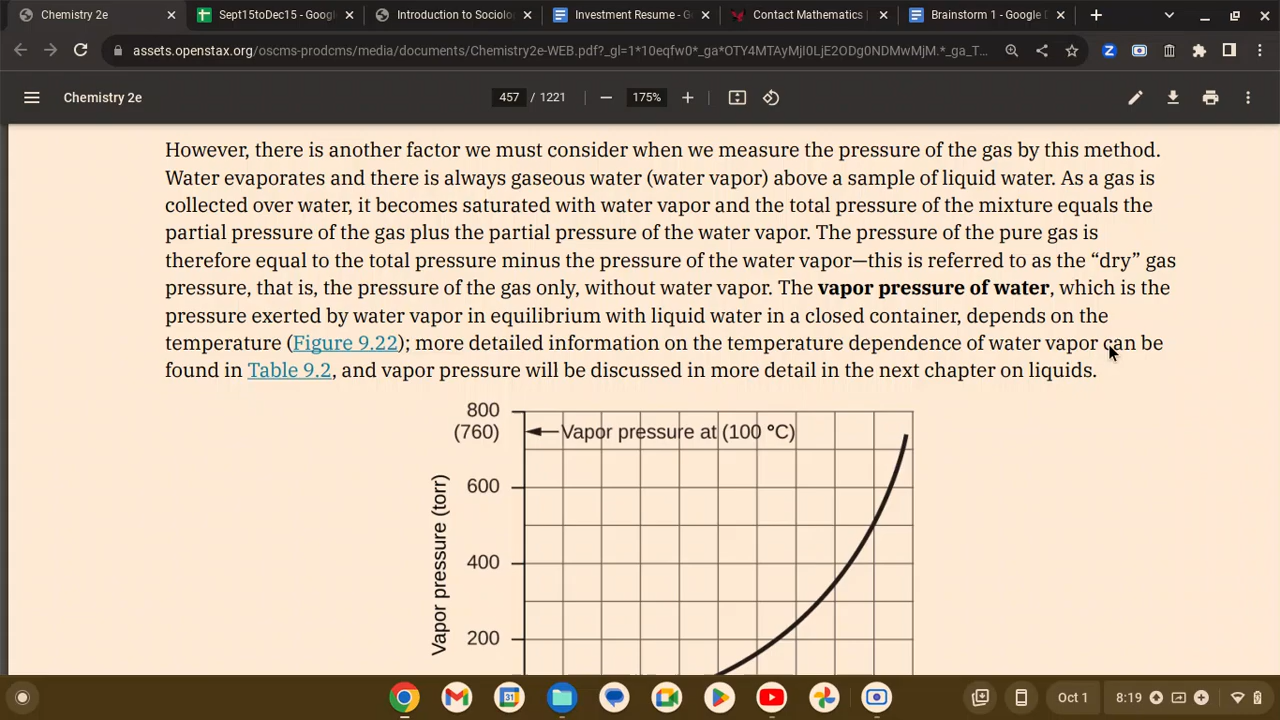 Chemistry 2e
Sept15toDec15 - Googl
Introduction to Sociolo
Investment Resume - G
Contact Mathematics |
Brainstorm 1 - Google D
assets.openstax.org/oscms-prodcms/media/documents/Chemistry2e-WEB.pdf?_gl=1*10eqfw0*_ga*OTY4MTAyMjI0LjE2ODg0NDMwMjM.*_ga_T...
Chemistry 2e
457 / 1221
175%
However, there is another factor we must consider when we measure the pressure of the gas by this method.
Water evaporates and there is always gaseous water (water vapor) above a sample of liquid water. As a gas is
collected over water, it becomes saturated with water vapor and the total pressure of the mixture equals the
partial pressure of the gas plus the partial pressure of the water vapor. The pressure of the pure gas is
therefore equal to the total pressure minus the pressure of the water vapor—this is referred to as the “dry” gas
pressure, that is, the pressure of the gas only, without water vapor. The vapor pressure of water, which is the
pressure exerted by water vapor in equilibrium with liquid water in a closed container, depends on the
temperature (Figure 9.22); more detailed information on the temperature dependence of water vapor can be
found in Table 9.2, and vapor pressure will be discussed in more detail in the next chapter on liquids.
800
(760)
Vapor pressure at (100 °C)
600
400
200
Vapor pressure (torr)
31
Oct 1
8:19